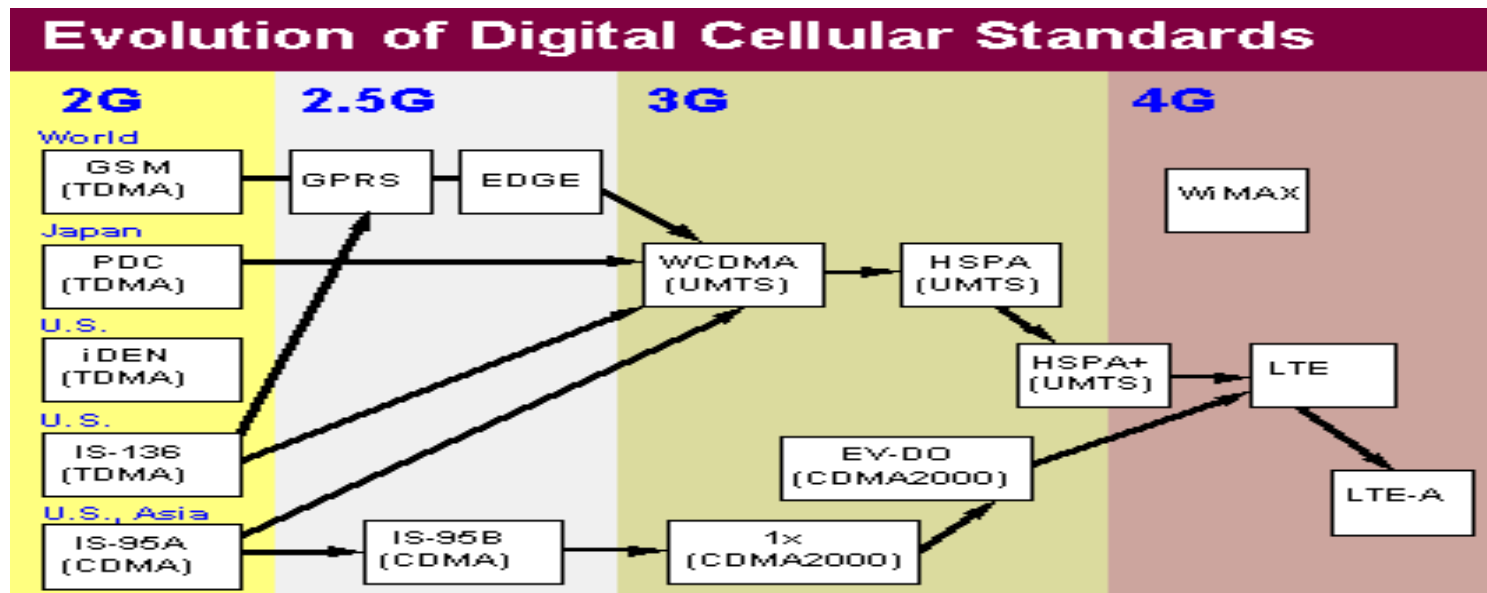 Evolution of Digital Cellular Standards
2G
2.5G
3G
4G
World
GSM
(TDMA)
GPRS
EDGE
WiMAX
Japan
PDC
(TDMA)
WCDMA
(UMTS)
HSPA
(UMTS)
U.S.
iDEN
(TDMA)
HSPA+
(UMTS)
LTE
U.S.
IS-136
(TDMA)
EV-DO
(CDMA2000)
LTE-A
U.S., Asia
IS-95A
(CDMA)
IS-95B
(CDMA)
1x
(CDMA2000)